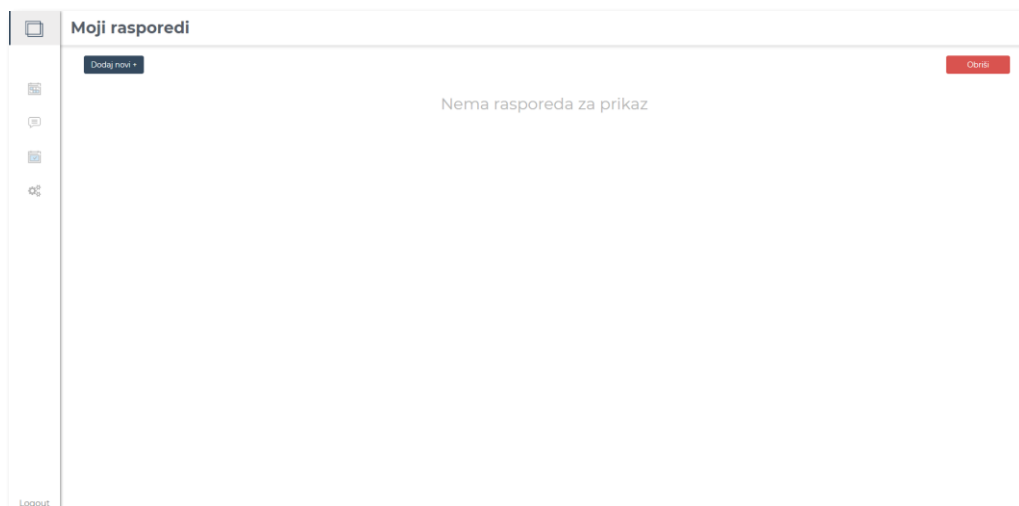 Moji rasporedi
Dodaj novi +
Obriši
Nema rasporeda za prikaz
Logout